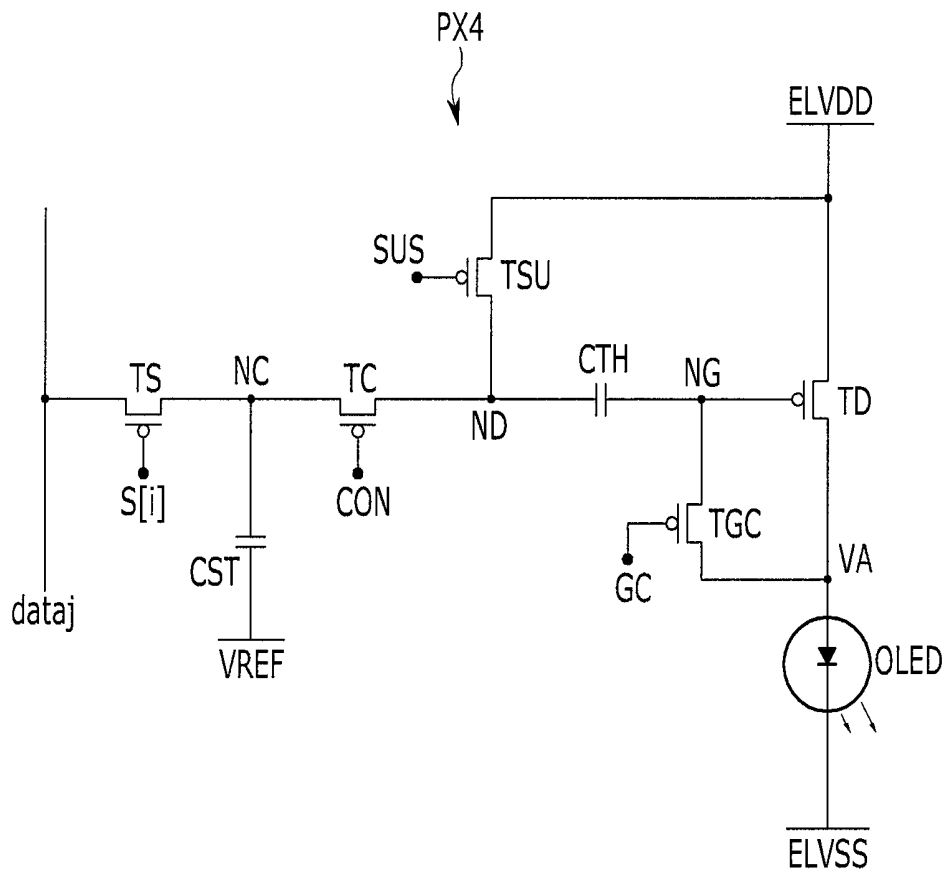 PX4
ELVDD
SUS
TSU
TS
NC
TC
CTH
NG
TD
ND
S[i]
CON
TGC
CST
GC
VA
dataj
VREF
OLED
ELVSS